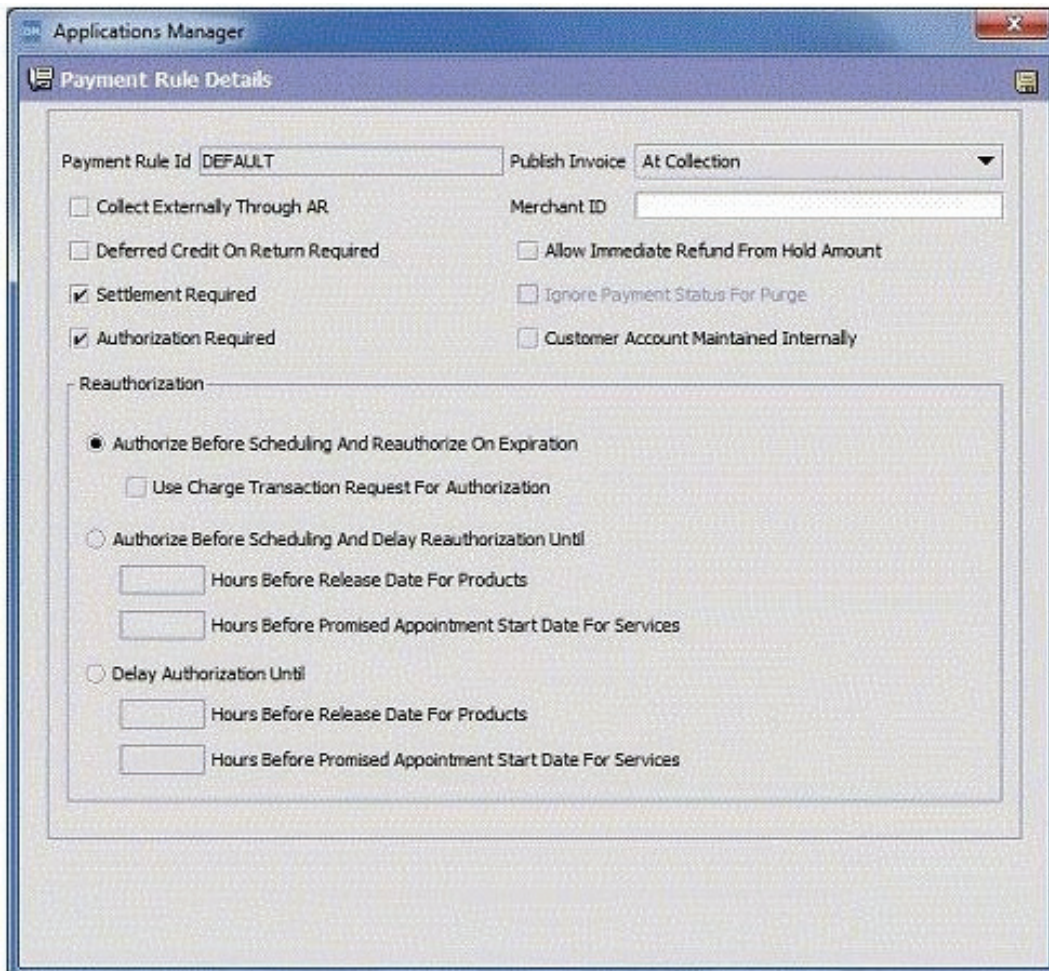 Applications Manager
Payment Rule Details
Payment Rule Id DEFAULT Publish Invoice At Collection
Collect Externally Through AR Merchant ID
Deferred Credit On Return Required Allow Immediate Refund From Hold Amount
Settlement Required Ignore Payment Status For Purge
Authorization Required Customer Account Maintained Internally
Reauthorization
Authorize Before Scheduling And Reauthorize On Expiration
Use Charge Transaction Request For Authorization
Authorize Before Scheduling And Delay Reauthorization Until
Hours Before Release Date For Products
Hours Before Promised Appointment Start Date For Services
Delay Authorization Until
Hours Before Release Date For Products
Hours Before Promised Appointment Start Date For Services